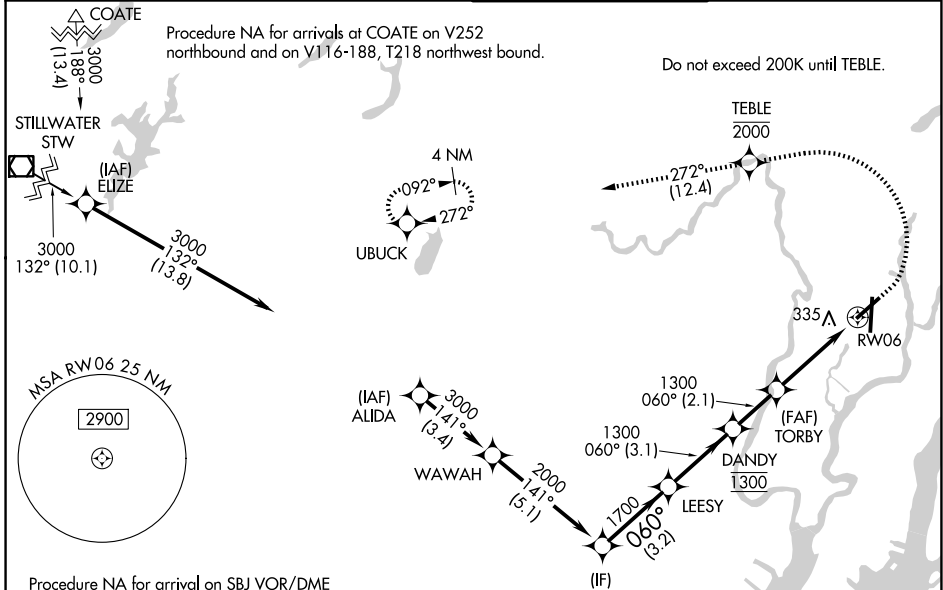 COATE
3000
188°
(13.4)
Procedure NA for arrivals at COATE on V252
northbound and on V116-188, T218 northwest bound.
Do not exceed 200K until TEBLE.
STILLWATER
STW
(IAF)
ELIZE
3000
132° (10.1)
3000
132°
(13.8)
4 NM
092°
272°
UBUCK
TEBLE
2000
272°
(12.4)
335
RW06
MSA RW06 25 NM
2900
(IAF)
ALIDA
3000
141°
(3.4)
WAWAH
2000
141°
(5.1)
1300
060° (2.1)
1300
060° (3.1)
(FAF)
TORBY
DANDY
1300
LEESY
1700
060°
(3.2)
(IF)
Procedure NA for arrival on SBJ VOR/DME